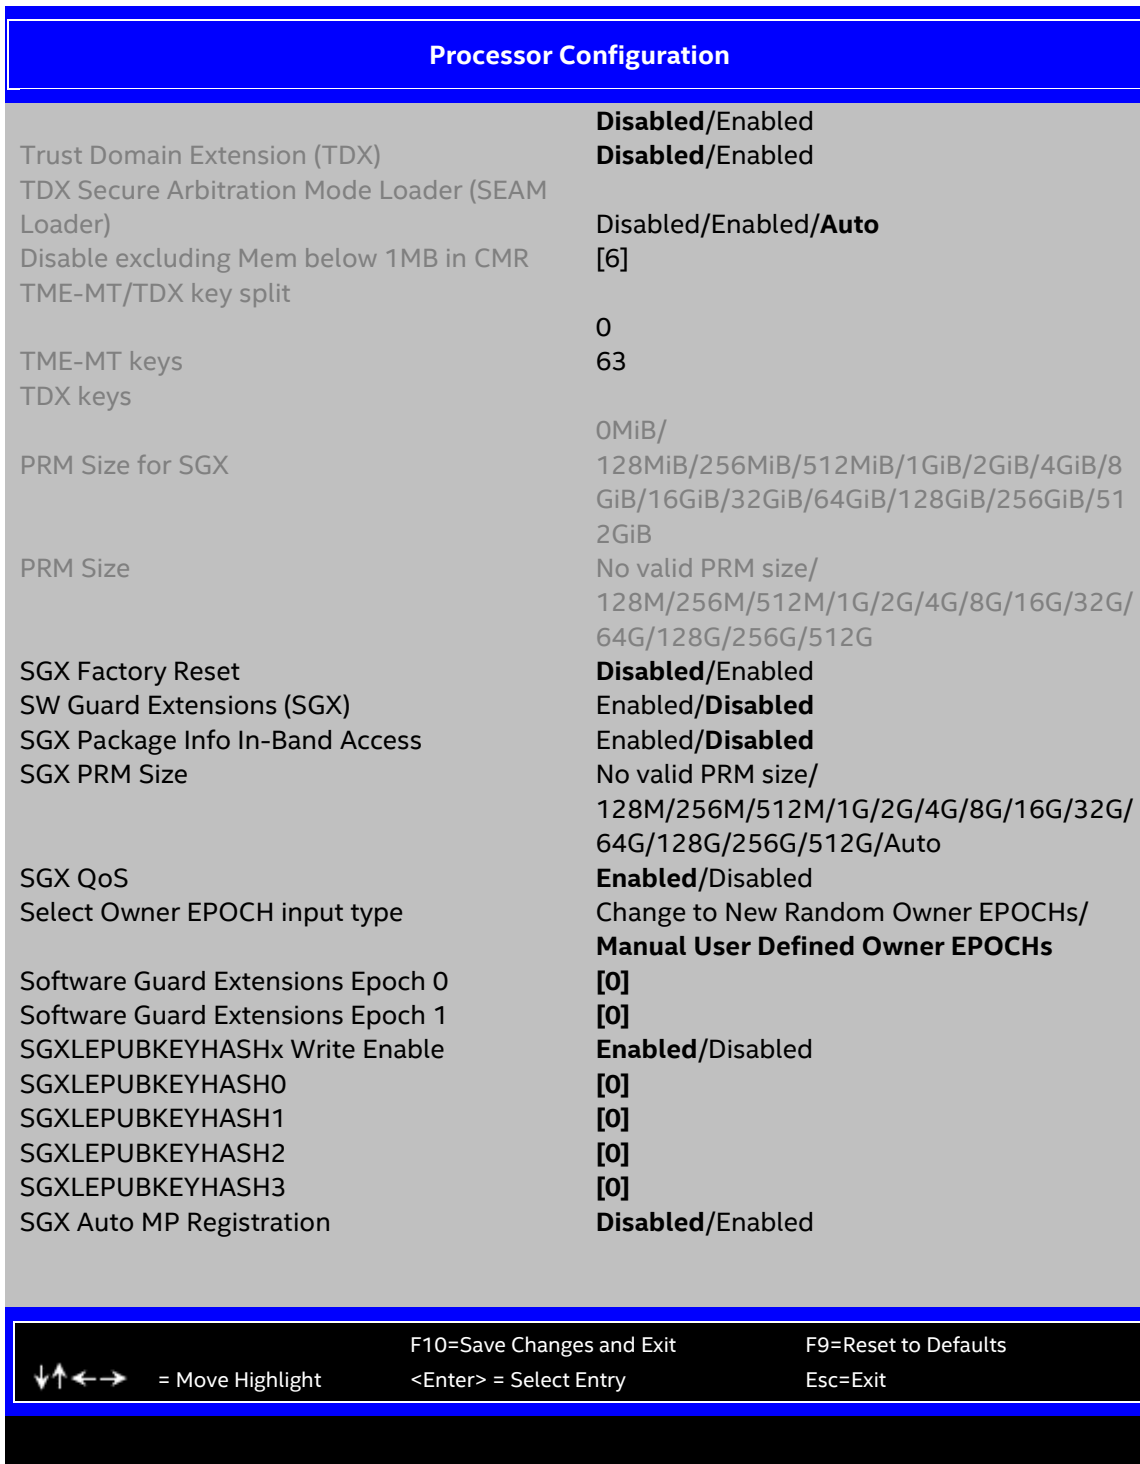 Processor Configuration
Disabled/Enabled
Trust Domain Extension (TDX) Disabled/Enabled
TDX Secure Arbitration Mode Loader (SEAM
Loader) Disabled/Enabled/Auto
Disable excluding Mem below 1MB in CMR [6]
TME-MT/TDX key split
0
TME-MT keys 63
TDX keys
0MiB/
PRM Size for SGX 128MiB/256MiB/512MiB/1GiB/2GiB/4GiB/8
GiB/16GiB/32GiB/64GiB/128GiB/256GiB/51
2GiB
PRM Size No valid PRM size/
128M/256M/512M/1G/2G/4G/8G/16G/32G/
64G/128G/256G/512G
SGX Factory Reset Disabled/Enabled
SW Guard Extensions (SGX) Enabled/Disabled
SGX Package Info In-Band Access Enabled/Disabled
SGX PRM Size No valid PRM size/
128M/256M/512M/1G/2G/4G/8G/16G/32G/
64G/128G/256G/512G/Auto
SGX QoS Enabled/Disabled
Select Owner EPOCH input type Change to New Random Owner EPOCHs/
Manual User Defined Owner EPOCHs
Software Guard Extensions Epoch 0 [0]
Software Guard Extensions Epoch 1 [0]
SGXLEPUBKEYHASHx Write Enable Enabled/Disabled
SGXLEPUBKEYHASH0 [0]
SGXLEPUBKEYHASH1 [0]
SGXLEPUBKEYHASH2 [0]
SGXLEPUBKEYHASH3 [0]
SGX Auto MP Registration Disabled/Enabled
F10=Save Changes and Exit F9=Reset to Defaults
↓↑←→ = Move Highlight <Enter> = Select Entry Esc=Exit